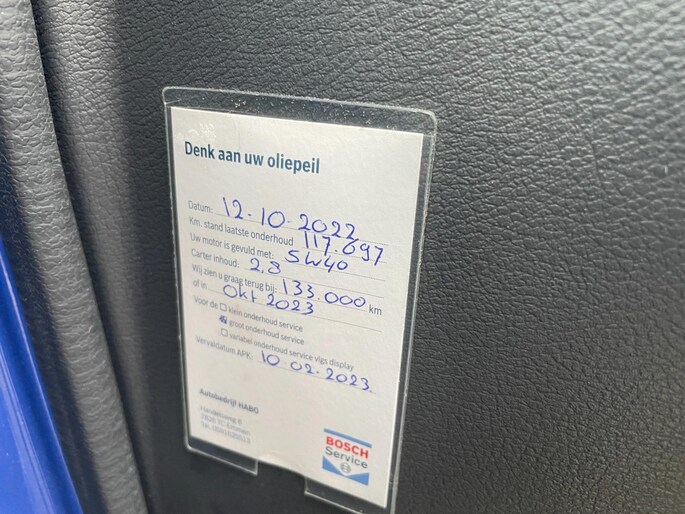 Denk aan uw oliepeil
Datum: 12-10-2022
Km. stand laatste onderhoud 117.697
Uw motor is gevuld met: 5W40
Carter inhoud: 2,8
Wij zien u graag terug bij: 133.000 km
of in okt 2023
Voor de klein onderhoud service
groot onderhoud service
variabel onderhoud service vlgs display
Vervaldatum APK: 10-02-2023
Autobedrijf HABO
BOSCH
Service